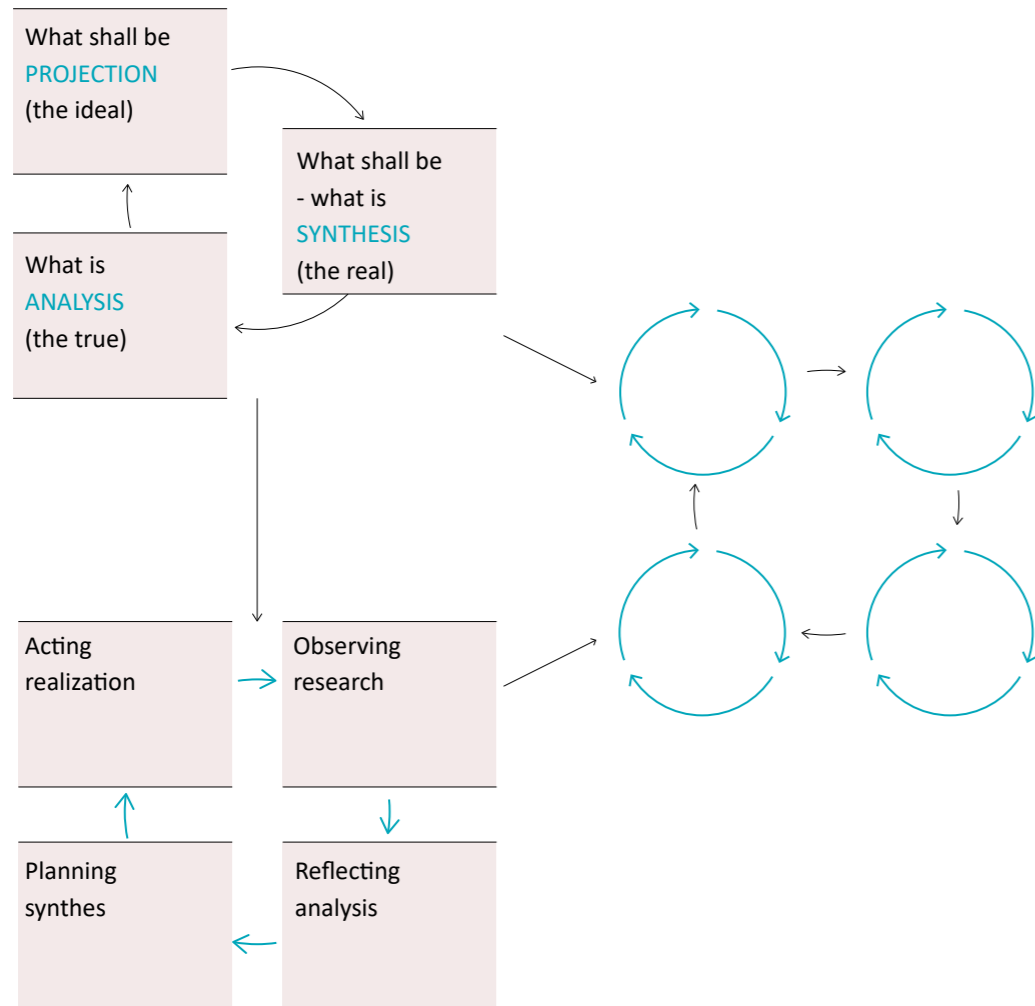 What shall be
PROJECTION
(the ideal)
What shall be
- what is
SYNTHESIS
(the real)
What is
ANALYSIS
(the true)
Acting
realization
Observing
research
Planning
synthes
Reflecting
analysis